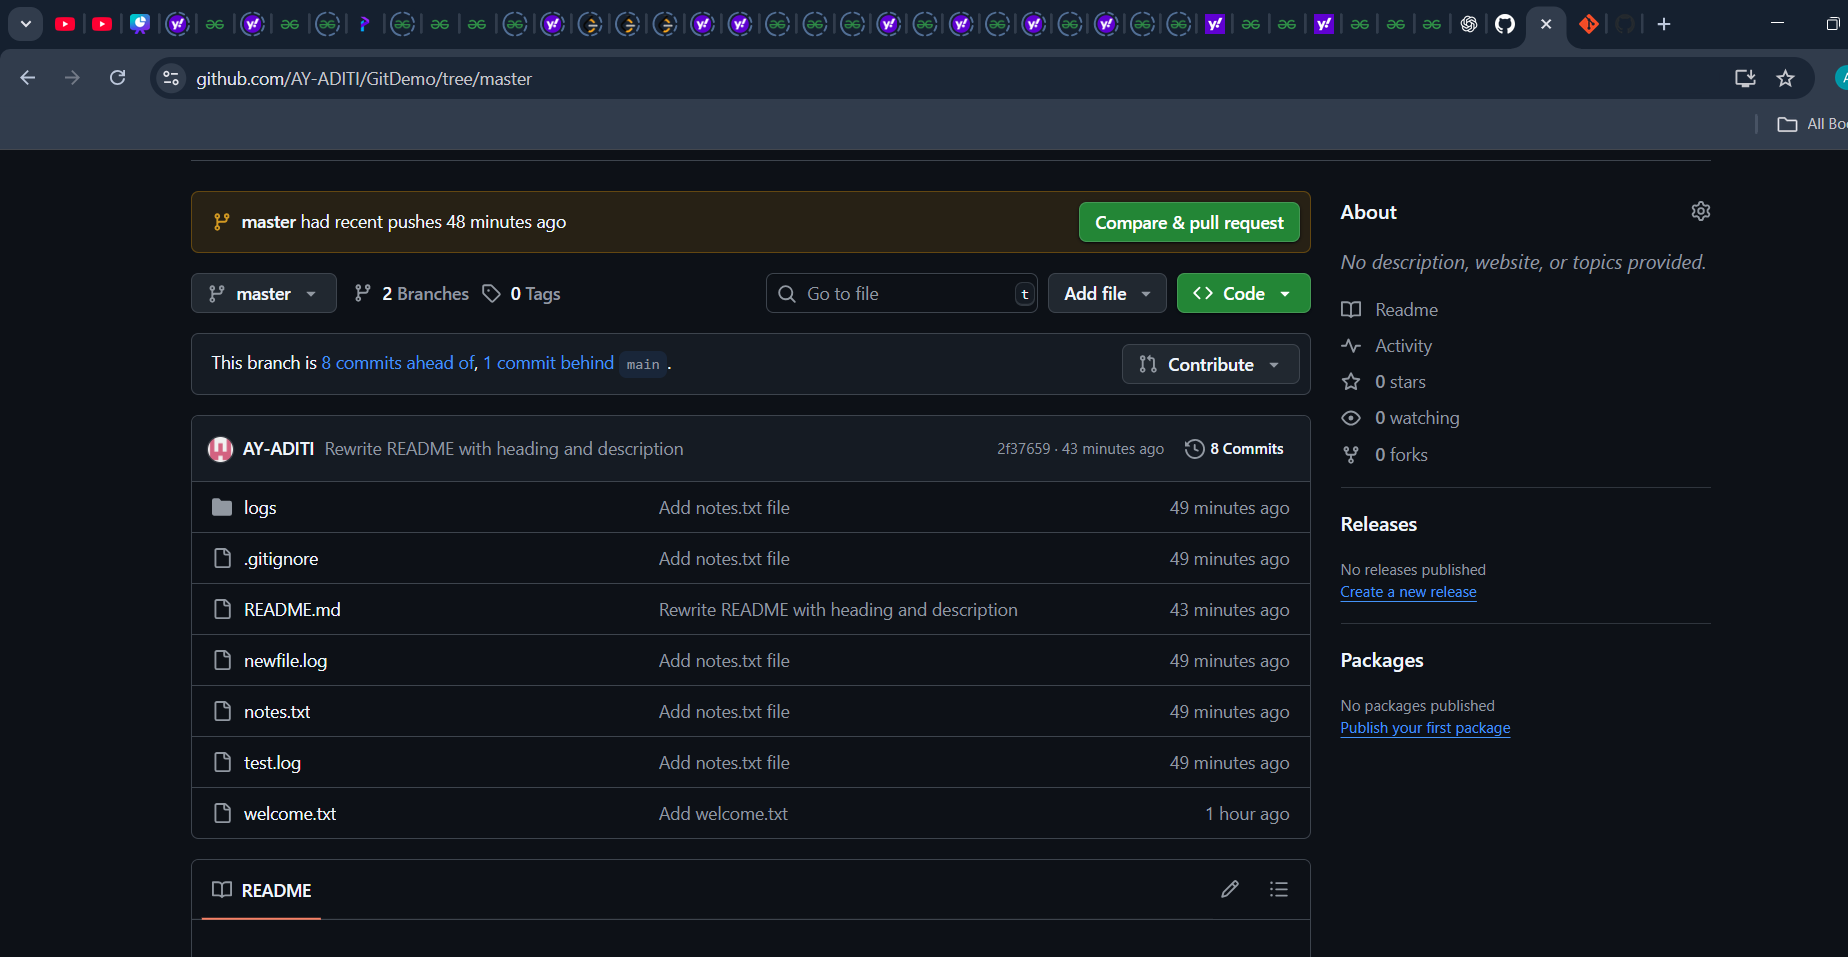 github.com/AY-ADITI/GitDemo/tree/master
All Bo
master had recent pushes 48 minutes ago
Compare & pull request
master
2 Branches
0 Tags
Go to file
t
Add file
Code
This branch is 8 commits ahead of, 1 commit behind main .
Contribute
AY-ADITI Rewrite README with heading and description 2f37659 · 43 minutes ago 8 Commits
logs Add notes.txt file 49 minutes ago
.gitignore Add notes.txt file 49 minutes ago
README.md Rewrite README with heading and description 43 minutes ago
newfile.log Add notes.txt file 49 minutes ago
notes.txt Add notes.txt file 49 minutes ago
test.log Add notes.txt file 49 minutes ago
welcome.txt Add welcome.txt 1 hour ago
README
About
No description, website, or topics provided.
Readme
Activity
0 stars
0 watching
0 forks
Releases
No releases published
Create a new release
Packages
No packages published
Publish your first package